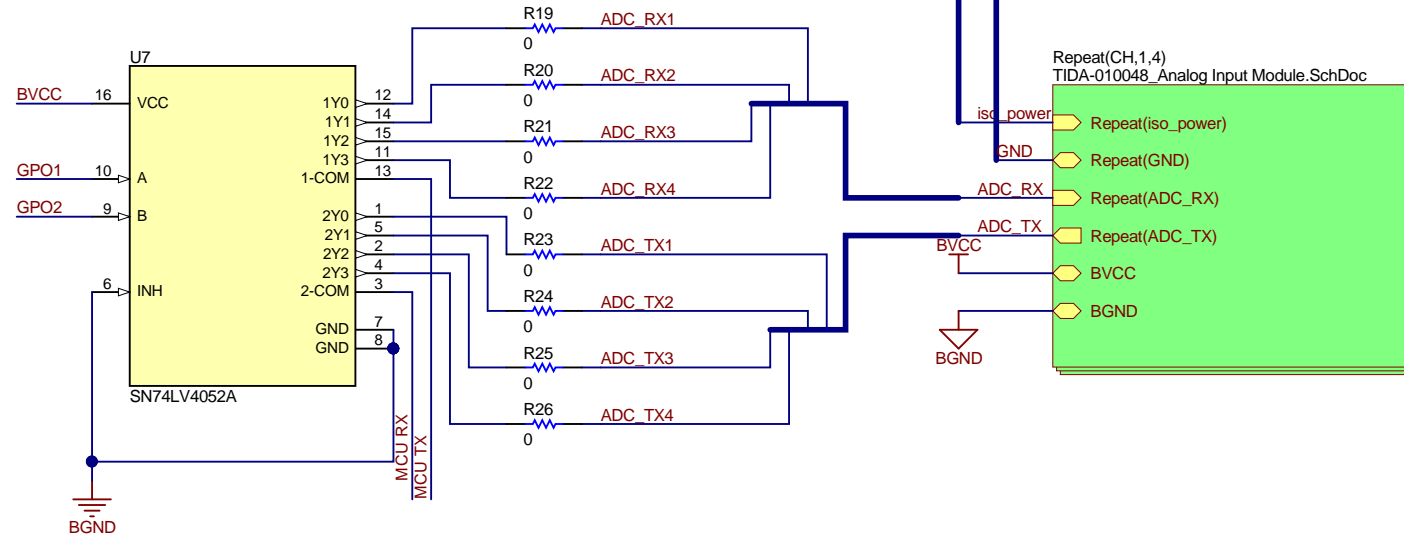 U7
BVCC 16 VCC
GPO1 10 A
GPO2 9 B
6 INH
1Y0 12
1Y1 14
1Y2 15
1Y3 11
1-COM 13
2Y0 1
2Y1 5
2Y2 2
2Y3 4
2-COM 3
GND 7
GND 8
SN74LV4052A
BGND
MCU RX
MCU TX
R19 ADC_RX1
0
R20 ADC_RX2
0
R21 ADC_RX3
0
R22 ADC_RX4
0
R23 ADC_TX1
0
R24 ADC_TX2
0
R25 ADC_TX3
0
R26 ADC_TX4
0
Repeat(CH,1,4)
TIDA-010048_Analog Input Module.SchDoc
iso_power Repeat(iso_power)
GND Repeat(GND)
ADC_RX Repeat(ADC_RX)
ADC_TX Repeat(ADC_TX)
BVCC BVCC
BGND
BGND